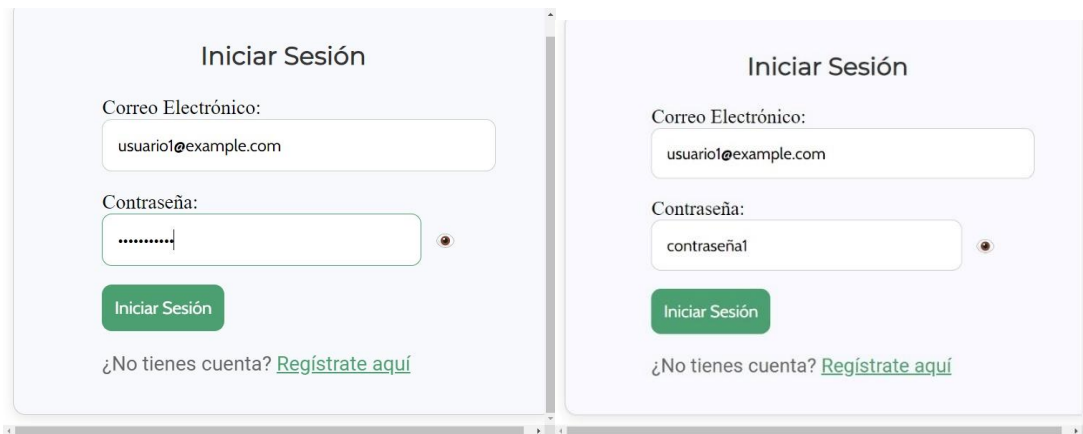 Iniciar Sesión
Correo Electrónico:
usuario1@example.com
Contraseña:
•••••••••••
Iniciar Sesión
¿No tienes cuenta? Regístrate aquí
Iniciar Sesión
Correo Electrónico:
usuario1@example.com
Contraseña:
contraseña1
Iniciar Sesión
¿No tienes cuenta? Regístrate aquí